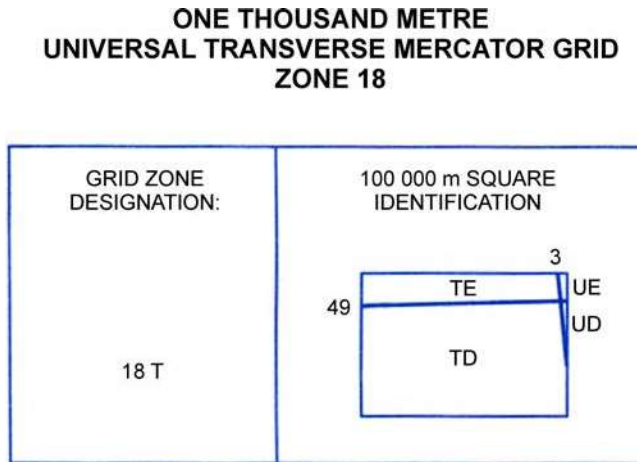 ONE THOUSAND METRE
UNIVERSAL TRANSVERSE MERCATOR GRID
ZONE 18
GRID ZONE
DESIGNATION:
18 T
100 000 m SQUARE
IDENTIFICATION
3
TE
UE
49
UD
TD